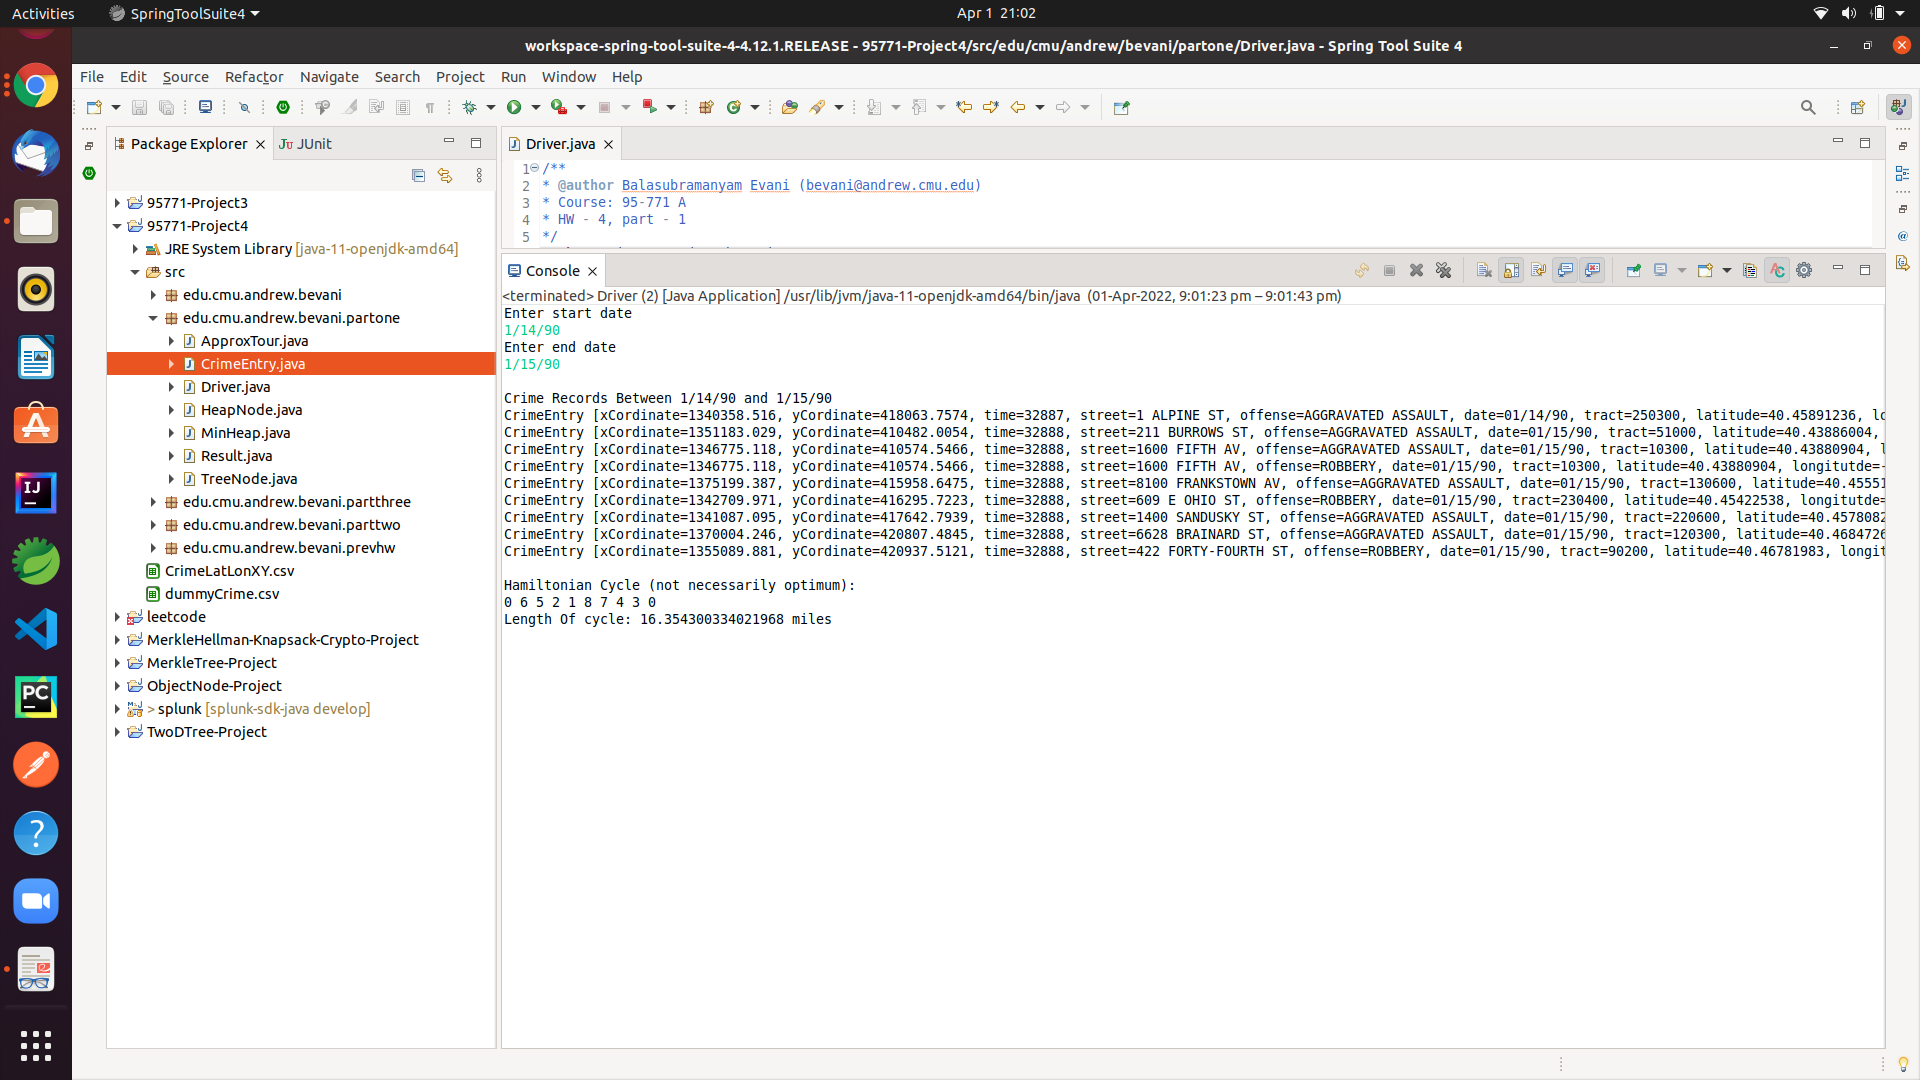 Activities SpringToolSuite4 Apr 1 21:02
workspace-spring-tool-suite-4-4.12.1.RELEASE - 95771-Project4/src/edu/cmu/andrew/bevani/partone/Driver.java - Spring Tool Suite 4
File Edit Source Refactor Navigate Search Project Run Window Help
Package Explorer JUnit
95771-Project3
95771-Project4
JRE System Library [java-11-openjdk-amd64]
src
edu.cmu.andrew.bevani
edu.cmu.andrew.bevani.partone
ApproxTour.java
CrimeEntry.java
Driver.java
HeapNode.java
MinHeap.java
Result.java
TreeNode.java
edu.cmu.andrew.bevani.partthree
edu.cmu.andrew.bevani.parttwo
edu.cmu.andrew.bevani.prevhw
CrimeLatLonXY.csv
dummyCrime.csv
leetcode
MerkleHellman-Knapsack-Crypto-Project
MerkleTree-Project
ObjectNode-Project
> splunk [splunk-sdk-java develop]
TwoDTree-Project
Driver.java
1 /**
2 * @author Balasubramanyam Evani (bevani@andrew.cmu.edu)
3 * Course: 95-771 A
4 * HW - 4, part - 1
5 */
Console
<terminated> Driver (2) [Java Application] /usr/lib/jvm/java-11-openjdk-amd64/bin/java (01-Apr-2022, 9:01:23 pm – 9:01:43 pm)
Enter start date
1/14/90
Enter end date
1/15/90
Crime Records Between 1/14/90 and 1/15/90
CrimeEntry [xCordinate=1340358.516, yCordinate=418063.7574, time=32887, street=1 ALPINE ST, offense=AGGRAVATED ASSAULT, date=01/14/90, tract=250300, latitude=40.45891236, lo
CrimeEntry [xCordinate=1351183.029, yCordinate=410482.0054, time=32888, street=211 BURROWS ST, offense=AGGRAVATED ASSAULT, date=01/15/90, tract=51000, latitude=40.43886004,
CrimeEntry [xCordinate=1346775.118, yCordinate=410574.5466, time=32888, street=1600 FIFTH AV, offense=AGGRAVATED ASSAULT, date=01/15/90, tract=10300, latitude=40.43880904, l
CrimeEntry [xCordinate=1346775.118, yCordinate=410574.5466, time=32888, street=1600 FIFTH AV, offense=ROBBERY, date=01/15/90, tract=10300, latitude=40.43880904, longitutde=-
CrimeEntry [xCordinate=1375199.387, yCordinate=415958.6475, time=32888, street=8100 FRANKSTOWN AV, offense=AGGRAVATED ASSAULT, date=01/15/90, tract=130600, latitude=40.45551
CrimeEntry [xCordinate=1342709.971, yCordinate=416295.7223, time=32888, street=609 E OHIO ST, offense=ROBBERY, date=01/15/90, tract=230400, latitude=40.45422538, longitutde=
CrimeEntry [xCordinate=1341087.095, yCordinate=417642.7939, time=32888, street=1400 SANDUSKY ST, offense=AGGRAVATED ASSAULT, date=01/15/90, tract=220600, latitude=40.4578082
CrimeEntry [xCordinate=1370004.246, yCordinate=420807.4845, time=32888, street=6628 BRAINARD ST, offense=AGGRAVATED ASSAULT, date=01/15/90, tract=120300, latitude=40.4684726
CrimeEntry [xCordinate=1355089.881, yCordinate=420937.5121, time=32888, street=422 FORTY-FOURTH ST, offense=ROBBERY, date=01/15/90, tract=90200, latitude=40.46781983, longit
Hamiltonian Cycle (not necessarily optimum):
0 6 5 2 1 8 7 4 3 0
Length Of cycle: 16.354300334021968 miles